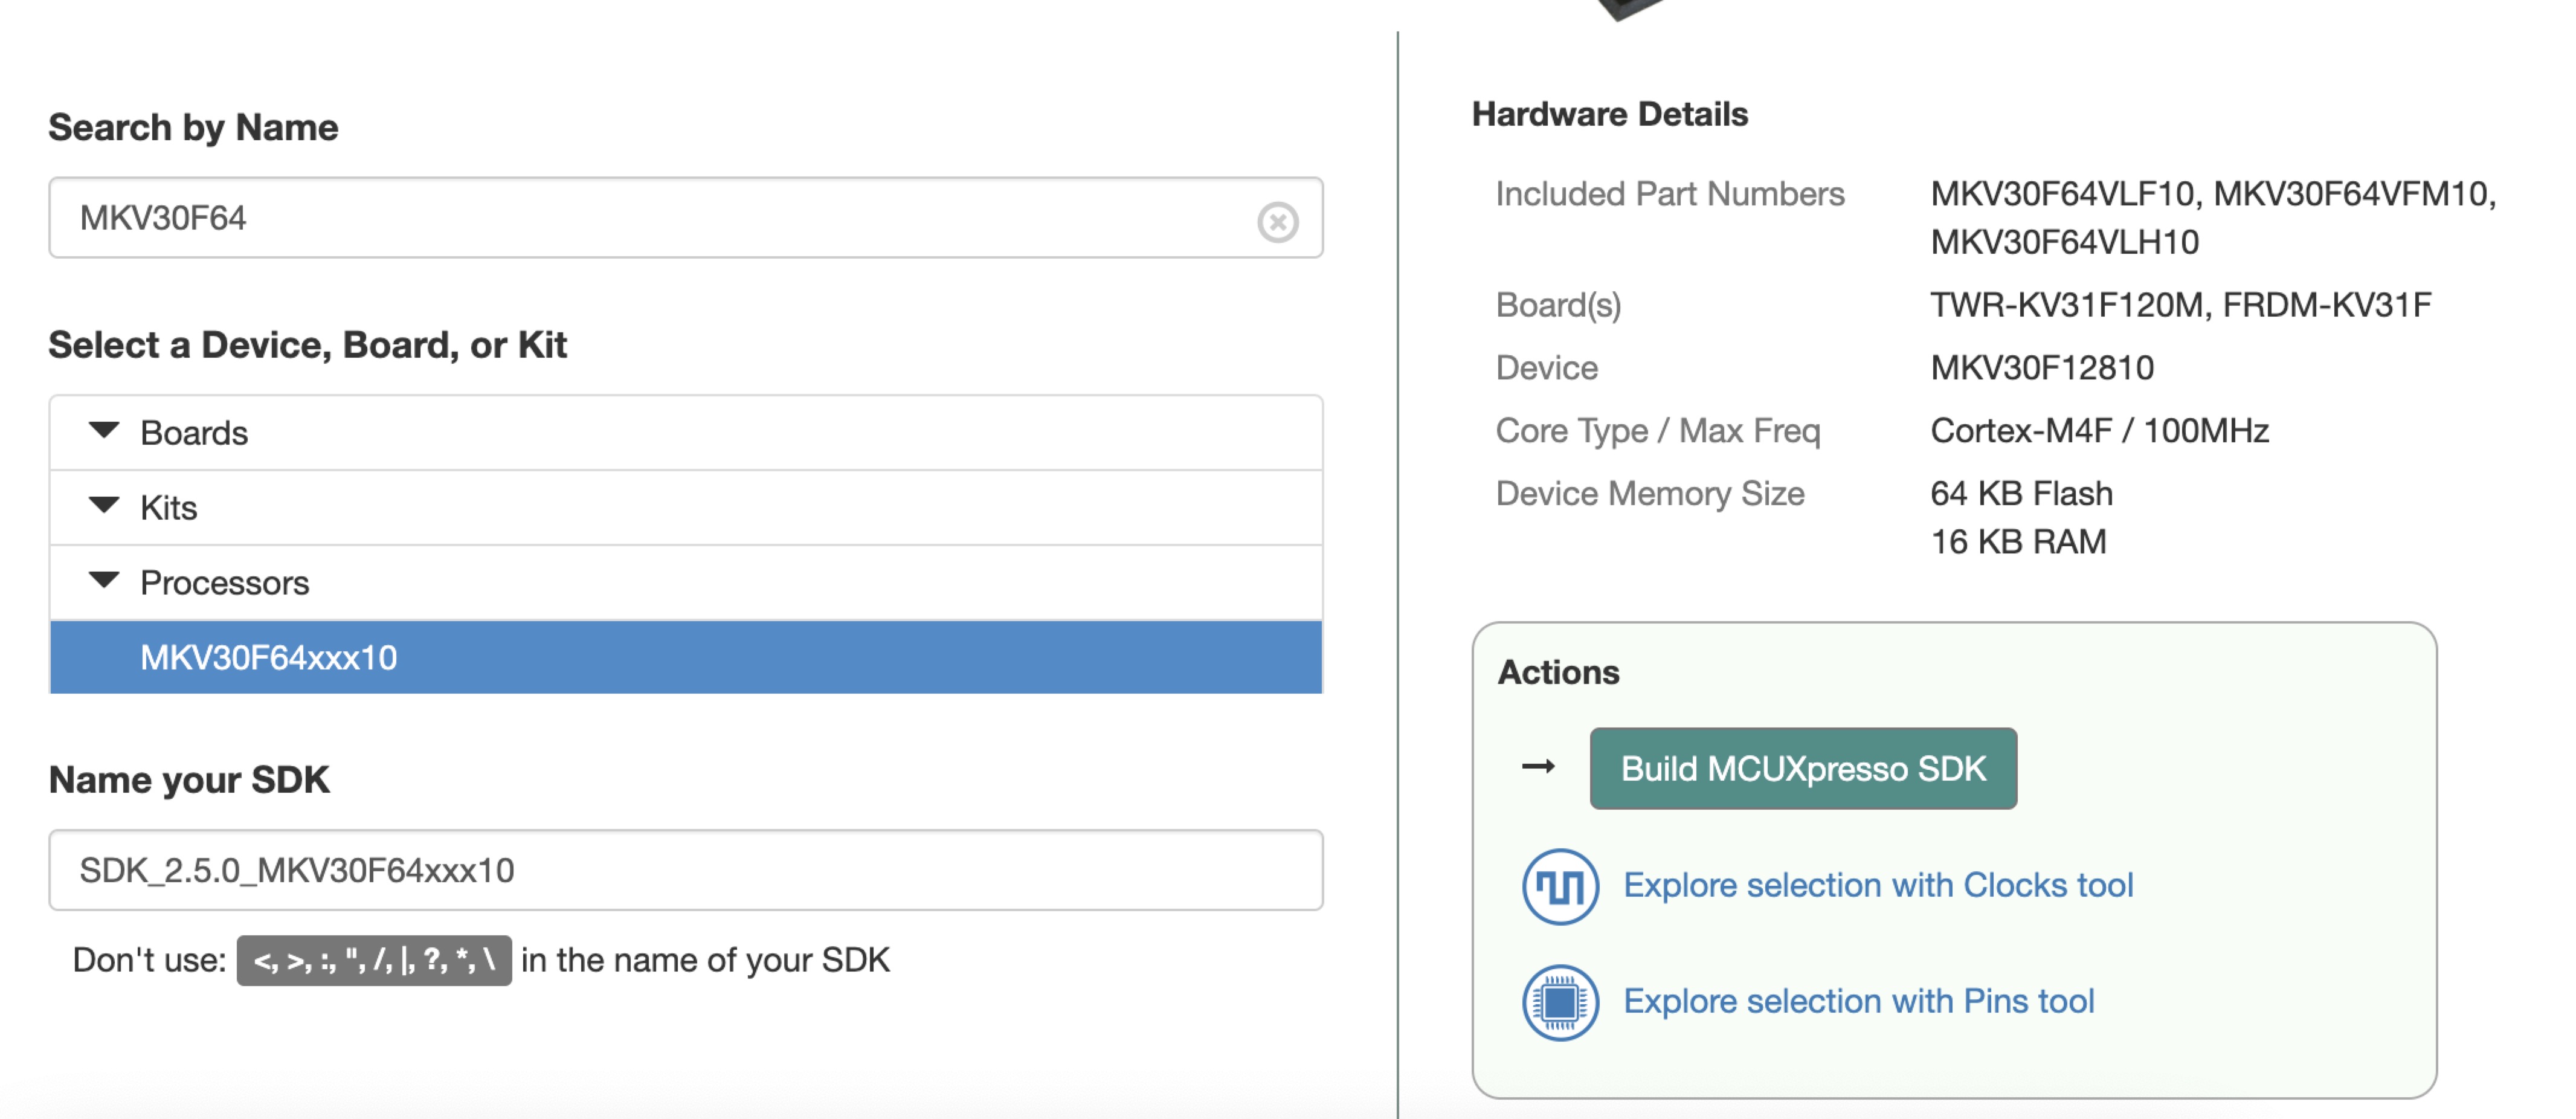 Search by Name
MKV30F64
Select a Device, Board, or Kit
Boards
Kits
Processors
MKV30F64xxx10
Name your SDK
SDK_2.5.0_MKV30F64xxx10
Don't use: <, >, :, ", /, |, ?, *, \ in the name of your SDK
Hardware Details
Included Part Numbers MKV30F64VLF10, MKV30F64VFM10,
MKV30F64VLH10
Board(s) TWR-KV31F120M, FRDM-KV31F
Device MKV30F12810
Core Type / Max Freq Cortex-M4F / 100MHz
Device Memory Size 64 KB Flash
16 KB RAM
Actions
Build MCUXpresso SDK
Explore selection with Clocks tool
Explore selection with Pins tool